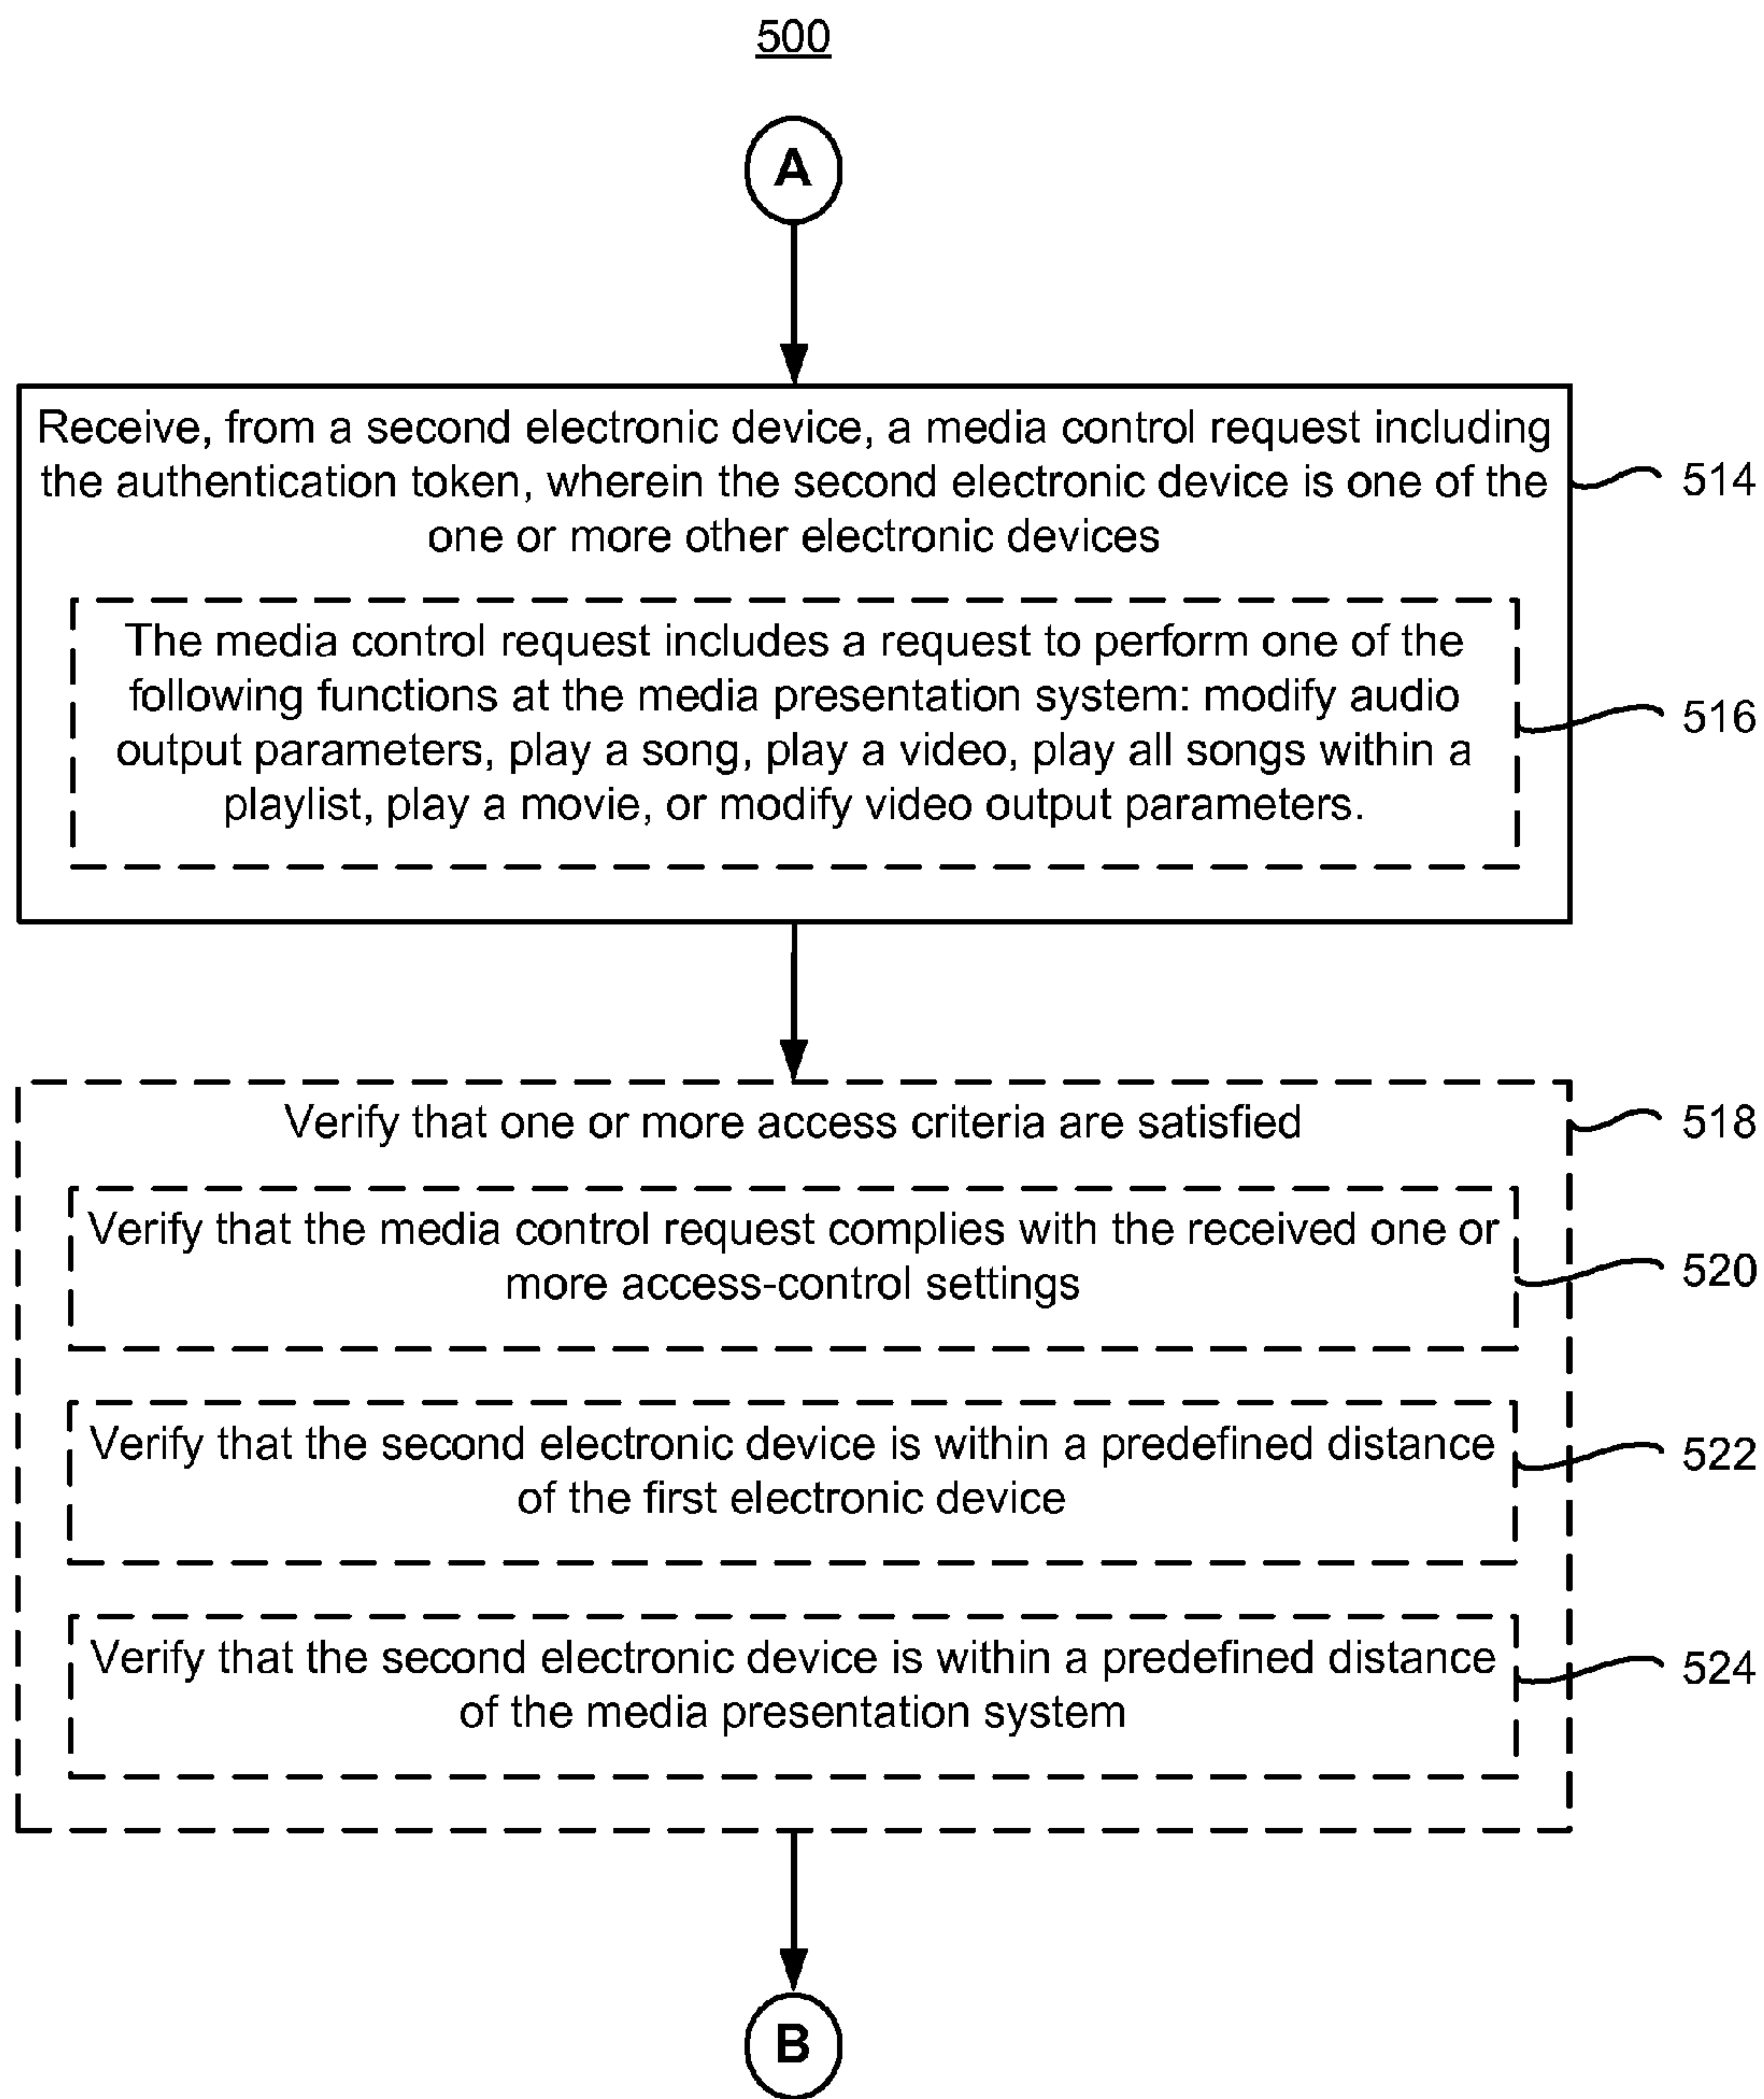 500
A
Receive, from a second electronic device, a media control request including
the authentication token, wherein the second electronic device is one of the
one or more other electronic devices
514
The media control request includes a request to perform one of the
following functions at the media presentation system: modify audio
output parameters, play a song, play a video, play all songs within a
playlist, play a movie, or modify video output parameters.
516
Verify that one or more access criteria are satisfied
518
Verify that the media control request complies with the received one or
more access-control settings
520
Verify that the second electronic device is within a predefined distance
of the first electronic device
522
Verify that the second electronic device is within a predefined distance
of the media presentation system
524
B